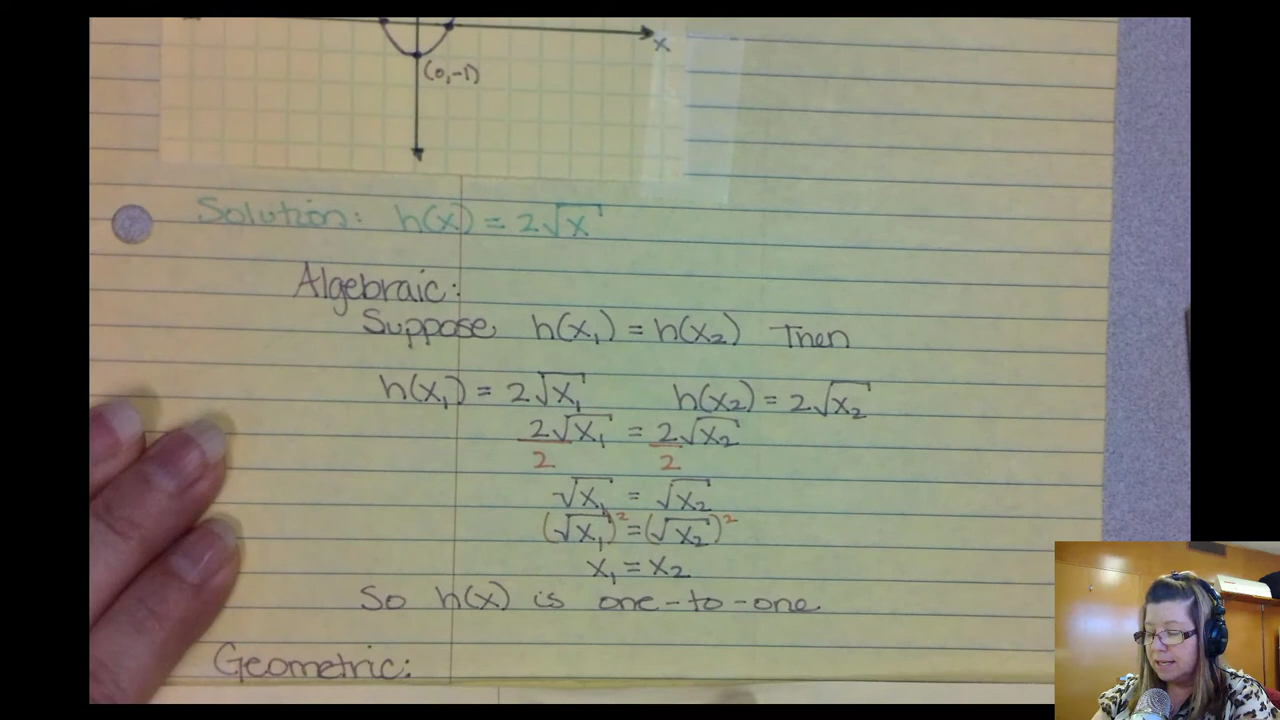 x
(0,-1)
Solution: h(x) = 2√x
Algebraic:
Suppose h(x₁) = h(x₂) Then
h(x₁) = 2√x₁ h(x₂) = 2√x₂
2√x₁ = 2√x₂
2 2
√x₁ = √x₂
(√x₁)² = (√x₂)²
x₁ = x₂
So h(x) is one-to-one
Geometric: